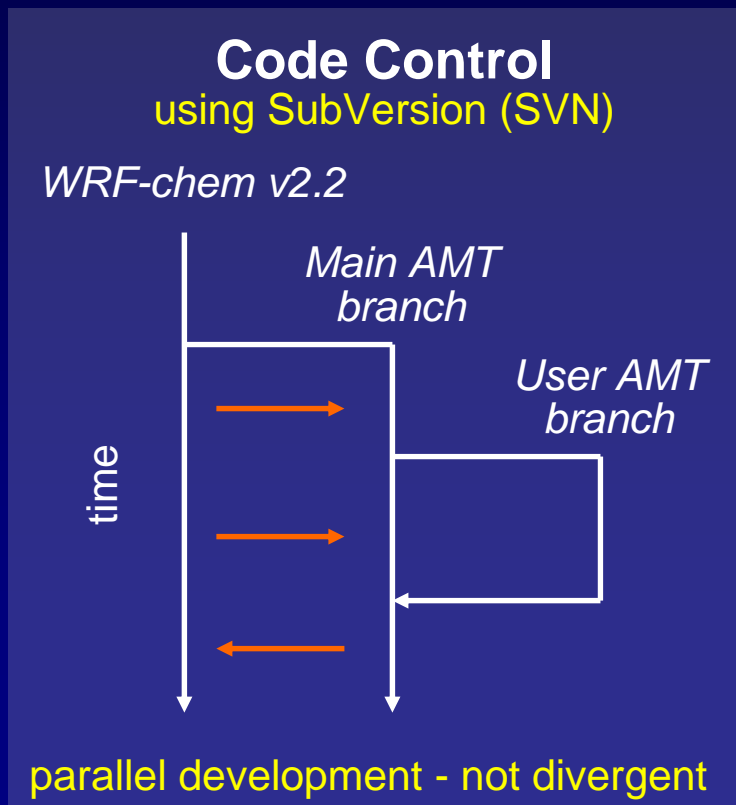 Code Control
using SubVersion (SVN)
WRF-chem v2.2
Main AMT
branch
User AMT
branch
time
parallel development - not divergent